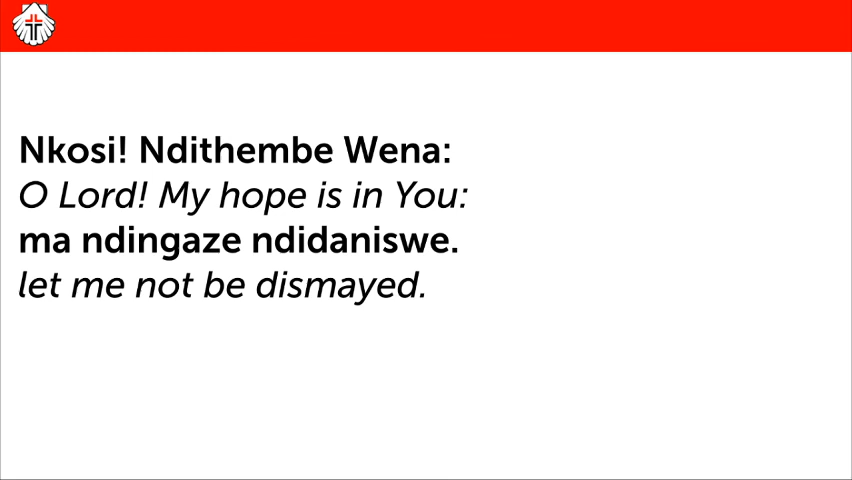 Nkosi! Ndithembe Wena:
O Lord! My hope is in You:
ma ndingaze ndidaniswe.
let me not be dismayed.